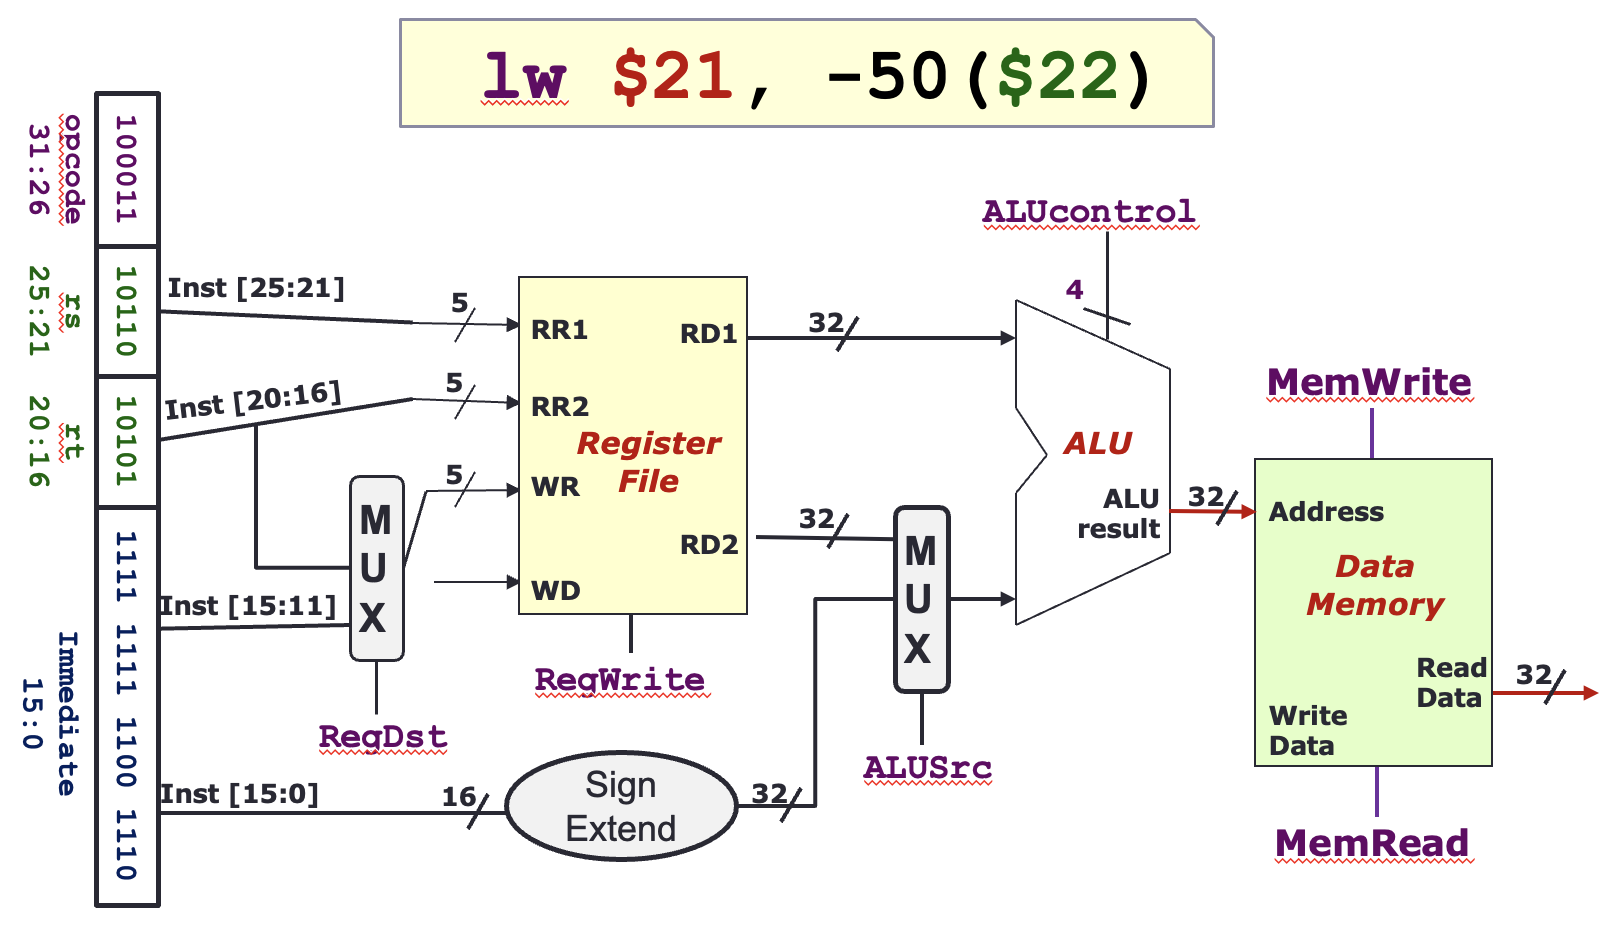 lw $21, -50($22)
opcode
31:26
100011
rs
25:21
10110
rt
20:16
10101
Immediate
15:0
1111 1111 1100 1110
Inst [25:21]
5
Inst [20:16]
5
5
Inst [15:11]
M
U
X
RegDst
Inst [15:0]
16
Sign
Extend
32
RR1
RR2
WR
WD
RD1
RD2
Register
File
RegWrite
32
32
M
U
X
ALUSrc
ALUcontrol
4
ALU
ALU
result
32
MemWrite
Address
Data
Memory
Read
Data
Write
Data
32
MemRead